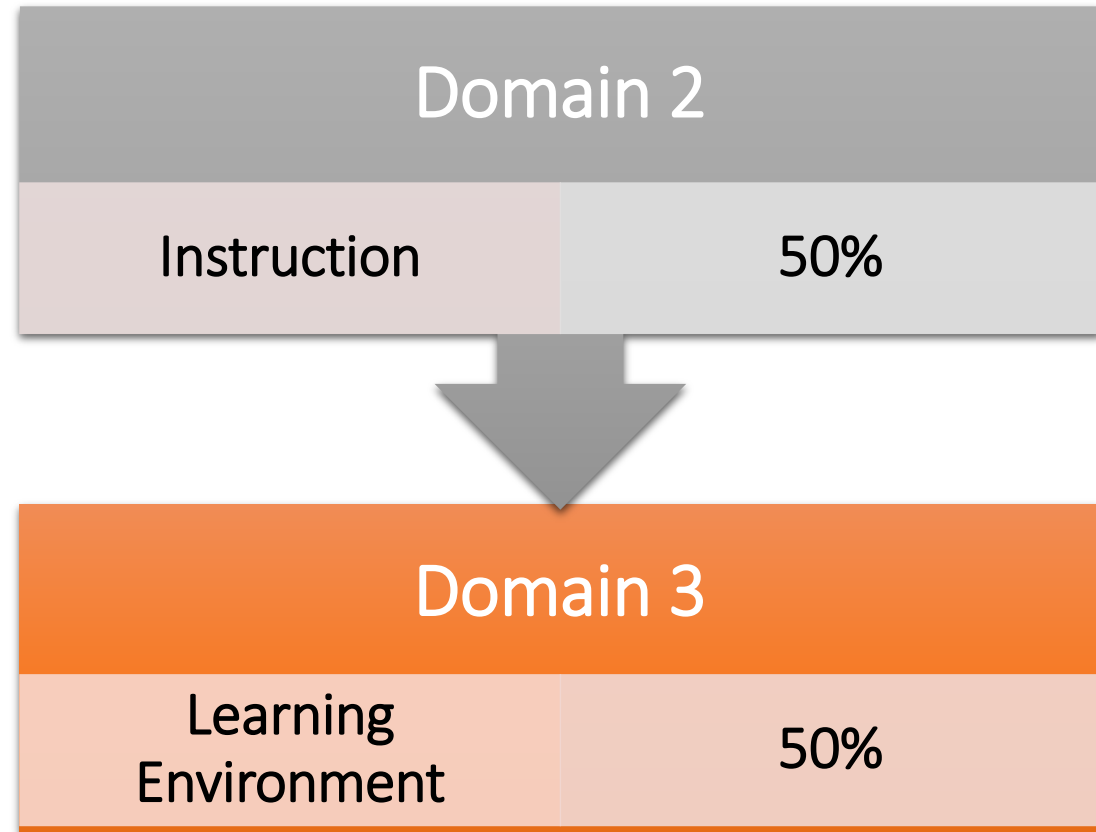 Domain 2
Instruction
50%
Domain 3
Learning
Environment
50%